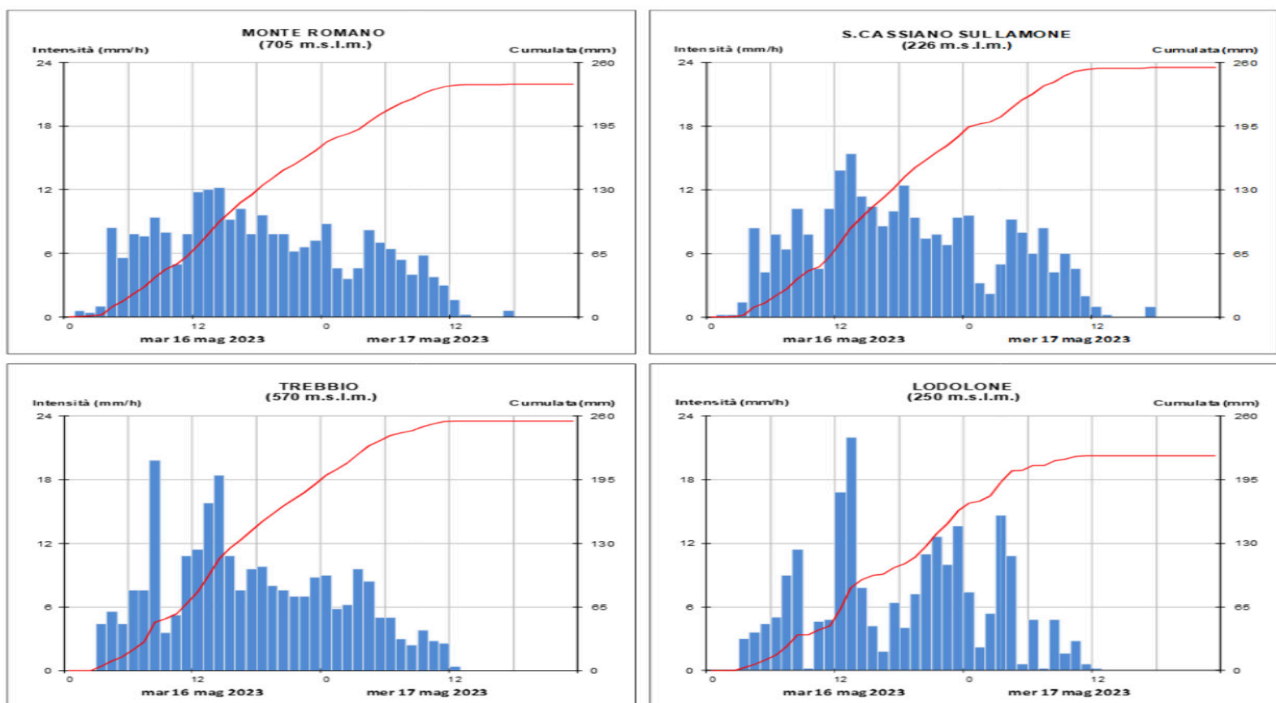 MONTE ROMANO
(705 m.s.l.m.)
Intensità (mm/h) Cumulata (mm)
24 260
18 195
12 130
6 65
0 0
0 12 0 12
mar 16 mag 2023 mer 17 mag 2023
S.CASSIANO SUL LAMONE
(226 m.s.l.m.)
Intensità (mm/h) Cumulata (mm)
24 260
18 195
12 130
6 65
0 0
0 12 0 12
mar 16 mag 2023 mer 17 mag 2023
TREBBIO
(570 m.s.l.m.)
Intensità (mm/h) Cumulata (mm)
24 260
18 195
12 130
6 65
0 0
0 12 0 12
mar 16 mag 2023 mer 17 mag 2023
LODOLONE
(250 m.s.l.m.)
Intensità (mm/h) Cumulata (mm)
24 260
18 195
12 130
6 65
0 0
0 12 0 12
mar 16 mag 2023 mer 17 mag 2023